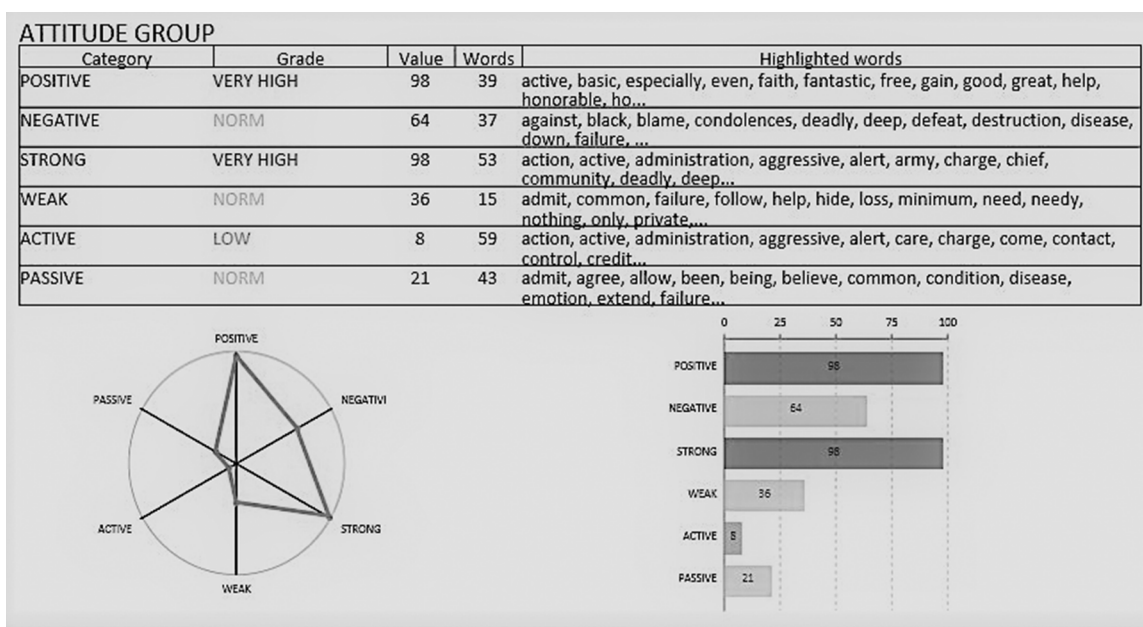 ATTITUDE GROUP
Category Grade Value Words Highlighted words
POSITIVE VERY HIGH 98 39 active, basic, especially, even, faith, fantastic, free, gain, good, great, help,
honorable, ho...
NEGATIVE NORM 64 37 against, black, blame, condolences, deadly, deep, defeat, destruction, disease,
down, failure, ...
STRONG VERY HIGH 98 53 action, active, administration, aggressive, alert, army, charge, chief,
community, deadly, deep...
WEAK NORM 36 15 admit, common, failure, follow, help, hide, loss, minimum, need, needy,
nothing, only, private,...
ACTIVE LOW 8 59 action, active, administration, aggressive, alert, care, charge, come, contact,
control, credit...
PASSIVE NORM 21 43 admit, agree, allow, been, being, believe, common, condition, disease,
emotion, extend, failure...
POSITIVE
PASSIVE NEGATIVI
ACTIVE STRONG
WEAK
0 25 50 75 100
POSITIVE 98
NEGATIVE 64
STRONG 98
WEAK 36
ACTIVE 8
PASSIVE 21